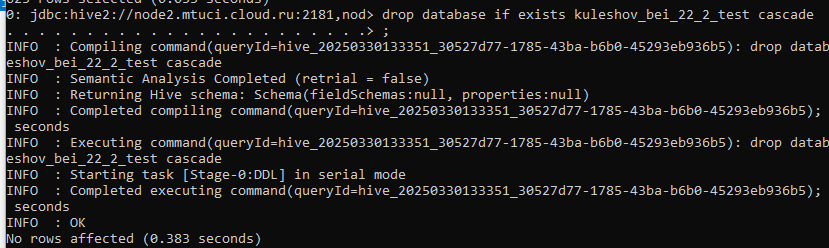 0: jdbc:hive2://node2.mtuci.cloud.ru:2181,nod> drop database if exists kuleshov_bei_22_2_test cascade
. . . . . . . . . . . . . . . . . . . . . . .> ;
INFO  : Compiling command(queryId=hive_20250330133351_30527d77-1785-43ba-b6b0-45293eb936b5): drop datab
eshov_bei_22_2_test cascade
INFO  : Semantic Analysis Completed (retrial = false)
INFO  : Returning Hive schema: Schema(fieldSchemas:null, properties:null)
INFO  : Completed compiling command(queryId=hive_20250330133351_30527d77-1785-43ba-b6b0-45293eb936b5);
 seconds
INFO  : Executing command(queryId=hive_20250330133351_30527d77-1785-43ba-b6b0-45293eb936b5): drop datab
eshov_bei_22_2_test cascade
INFO  : Starting task [Stage-0:DDL] in serial mode
INFO  : Completed executing command(queryId=hive_20250330133351_30527d77-1785-43ba-b6b0-45293eb936b5);
 seconds
INFO  : OK
No rows affected (0.383 seconds)